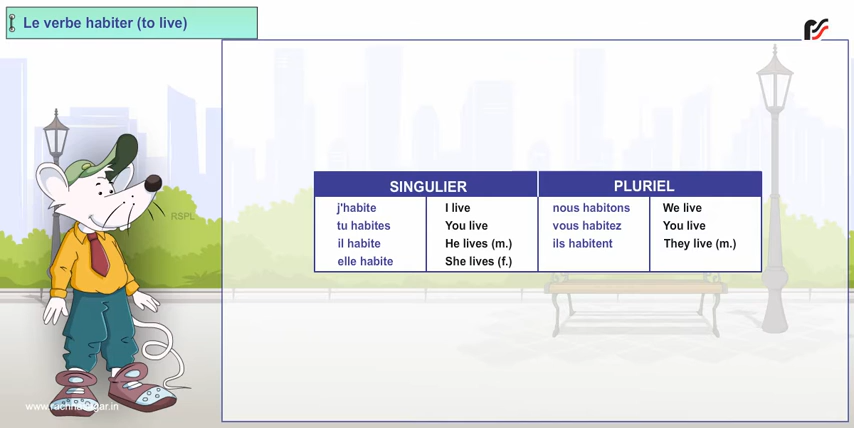 Le verbe habiter (to live)
RSPL
SINGULIER PLURIEL
j'habite I live nous habitons We live
tu habites You live vous habitez You live
il habite He lives (m.) ils habitent They live (m.)
elle habite She lives (f.)